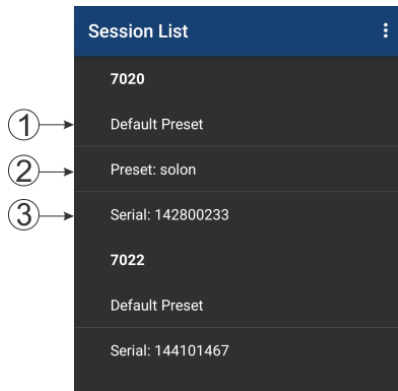 Session List
7020
1 Default Preset
2 Preset: solon
3 Serial: 142800233
7022
Default Preset
Serial: 144101467